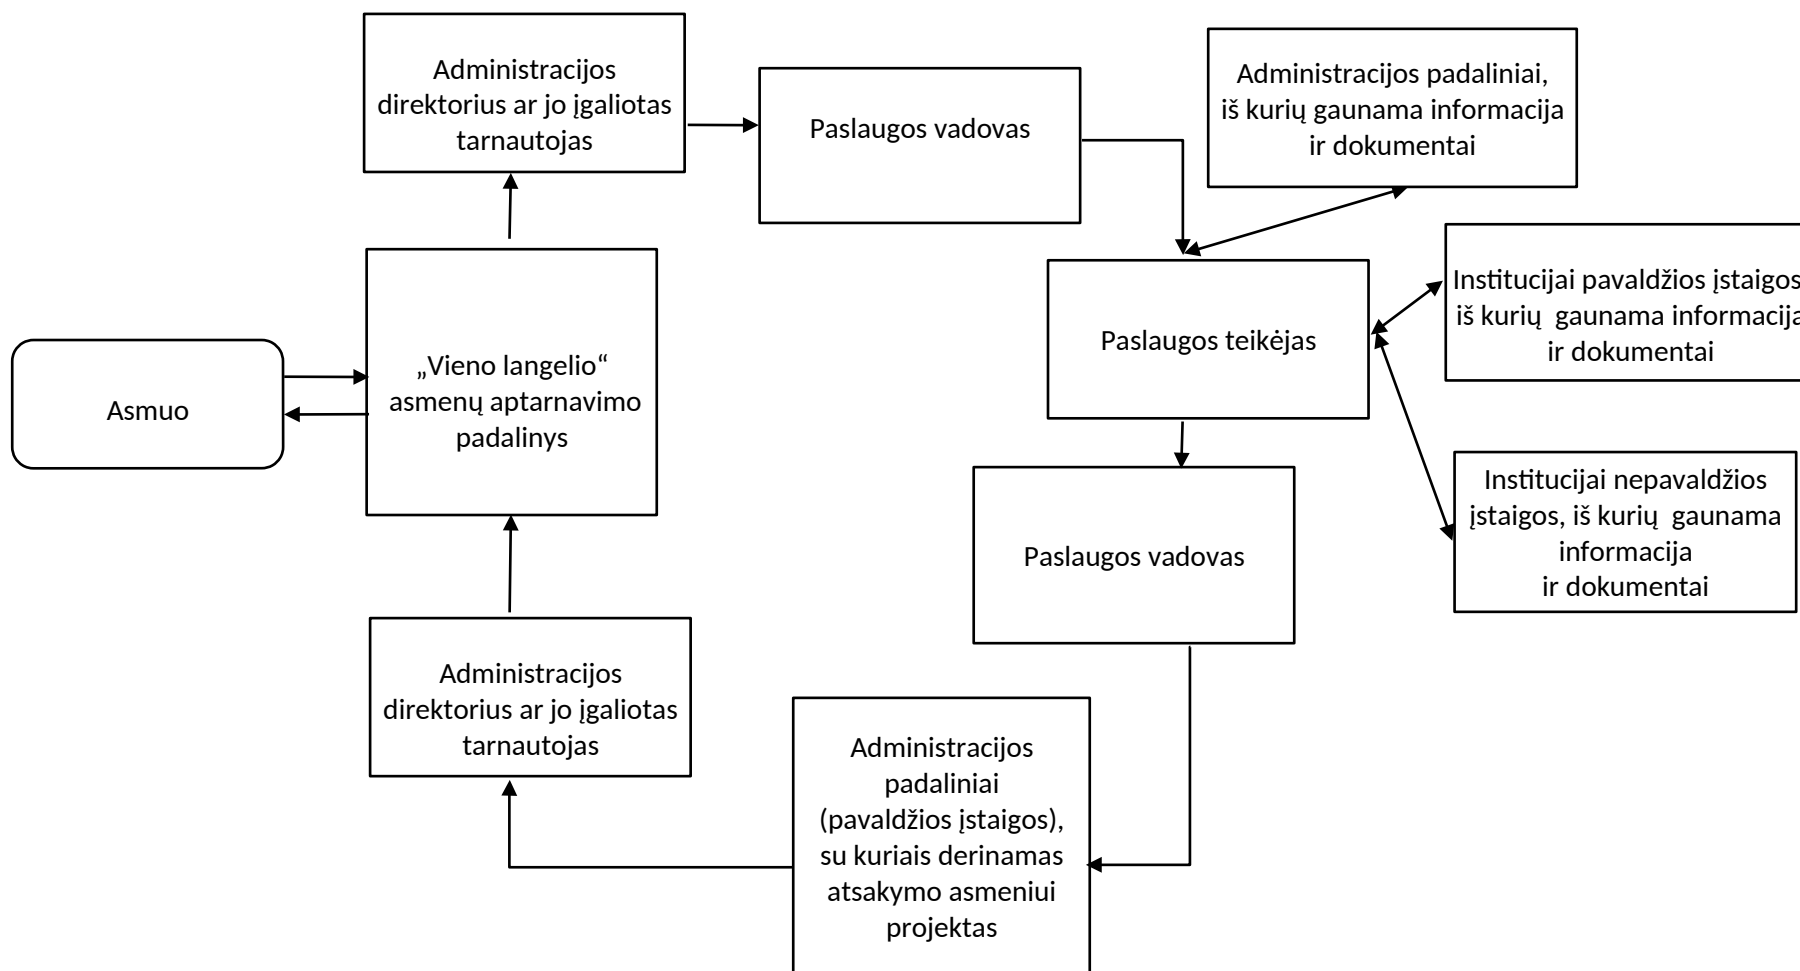 Administracijos
direktorius ar jo įgaliotas
tarnautojas
Paslaugos vadovas
Administracijos padaliniai,
iš kurių gaunama informacija
ir dokumentai
Institucijai pavaldžios įstaigos
iš kurių  gaunama informacija
ir dokumentai
Paslaugos teikėjas
„Vieno langelio“
asmenų aptarnavimo
padalinys
Asmuo
Institucijai nepavaldžios
įstaigos, iš kurių  gaunama
informacija
ir dokumentai
Paslaugos vadovas
Administracijos
direktorius ar jo įgaliotas
tarnautojas
Administracijos
padaliniai
(pavaldžios įstaigos),
su kuriais derinamas
atsakymo asmeniui
projektas